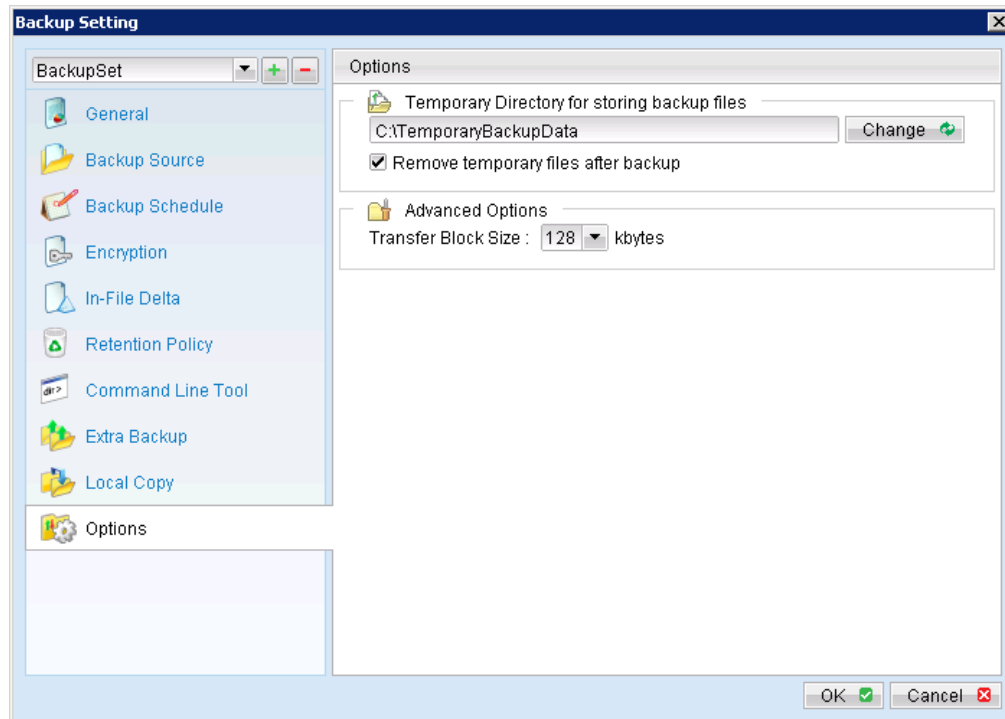 Backup Setting
BackupSet
General
Backup Source
Backup Schedule
Encryption
In-File Delta
Retention Policy
dir>
Command Line Tool
Extra Backup
Local Copy
Options
Options
Temporary Directory for storing backup files
C:\TemporaryBackupData
Change
Remove temporary files after backup
Advanced Options
Transfer Block Size : 128 kbytes
OK
Cancel